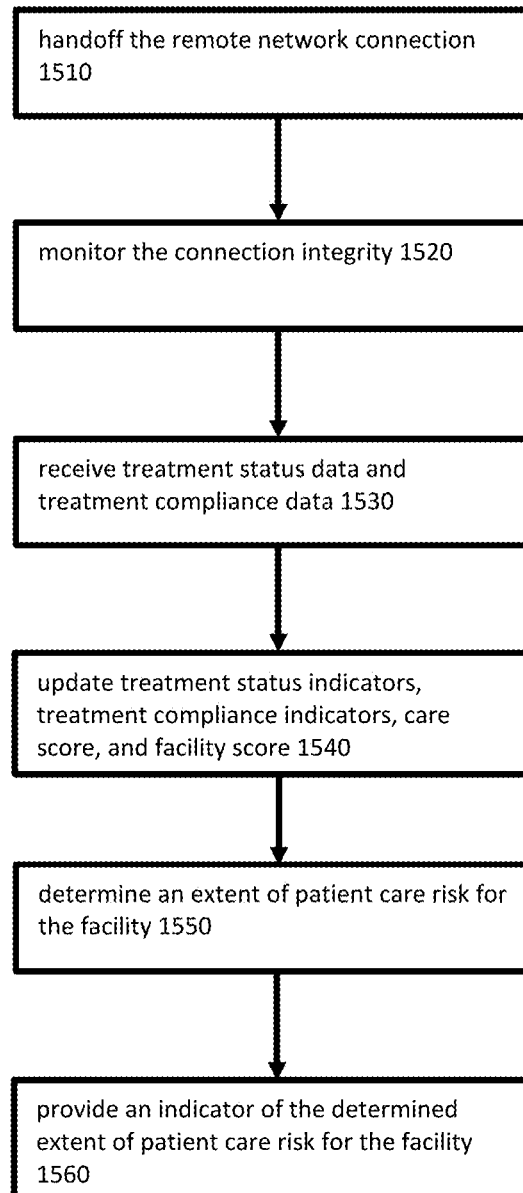 handoff the remote network connection
1510
monitor the connection integrity 1520
receive treatment status data and
treatment compliance data 1530
update treatment status indicators,
treatment compliance indicators, care
score, and facility score 1540
determine an extent of patient care risk for
the facility 1550
provide an indicator of the determined
extent of patient care risk for the facility
1560